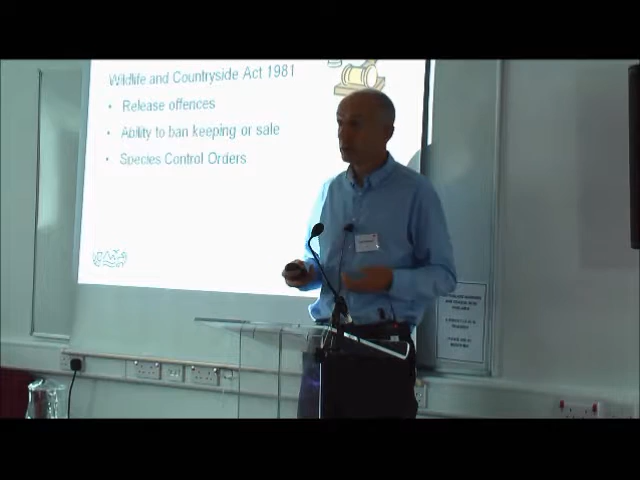 Wildlife and Countryside Act 1981
• Release offences
• Ability to ban keeping or sale
• Species Control Orders